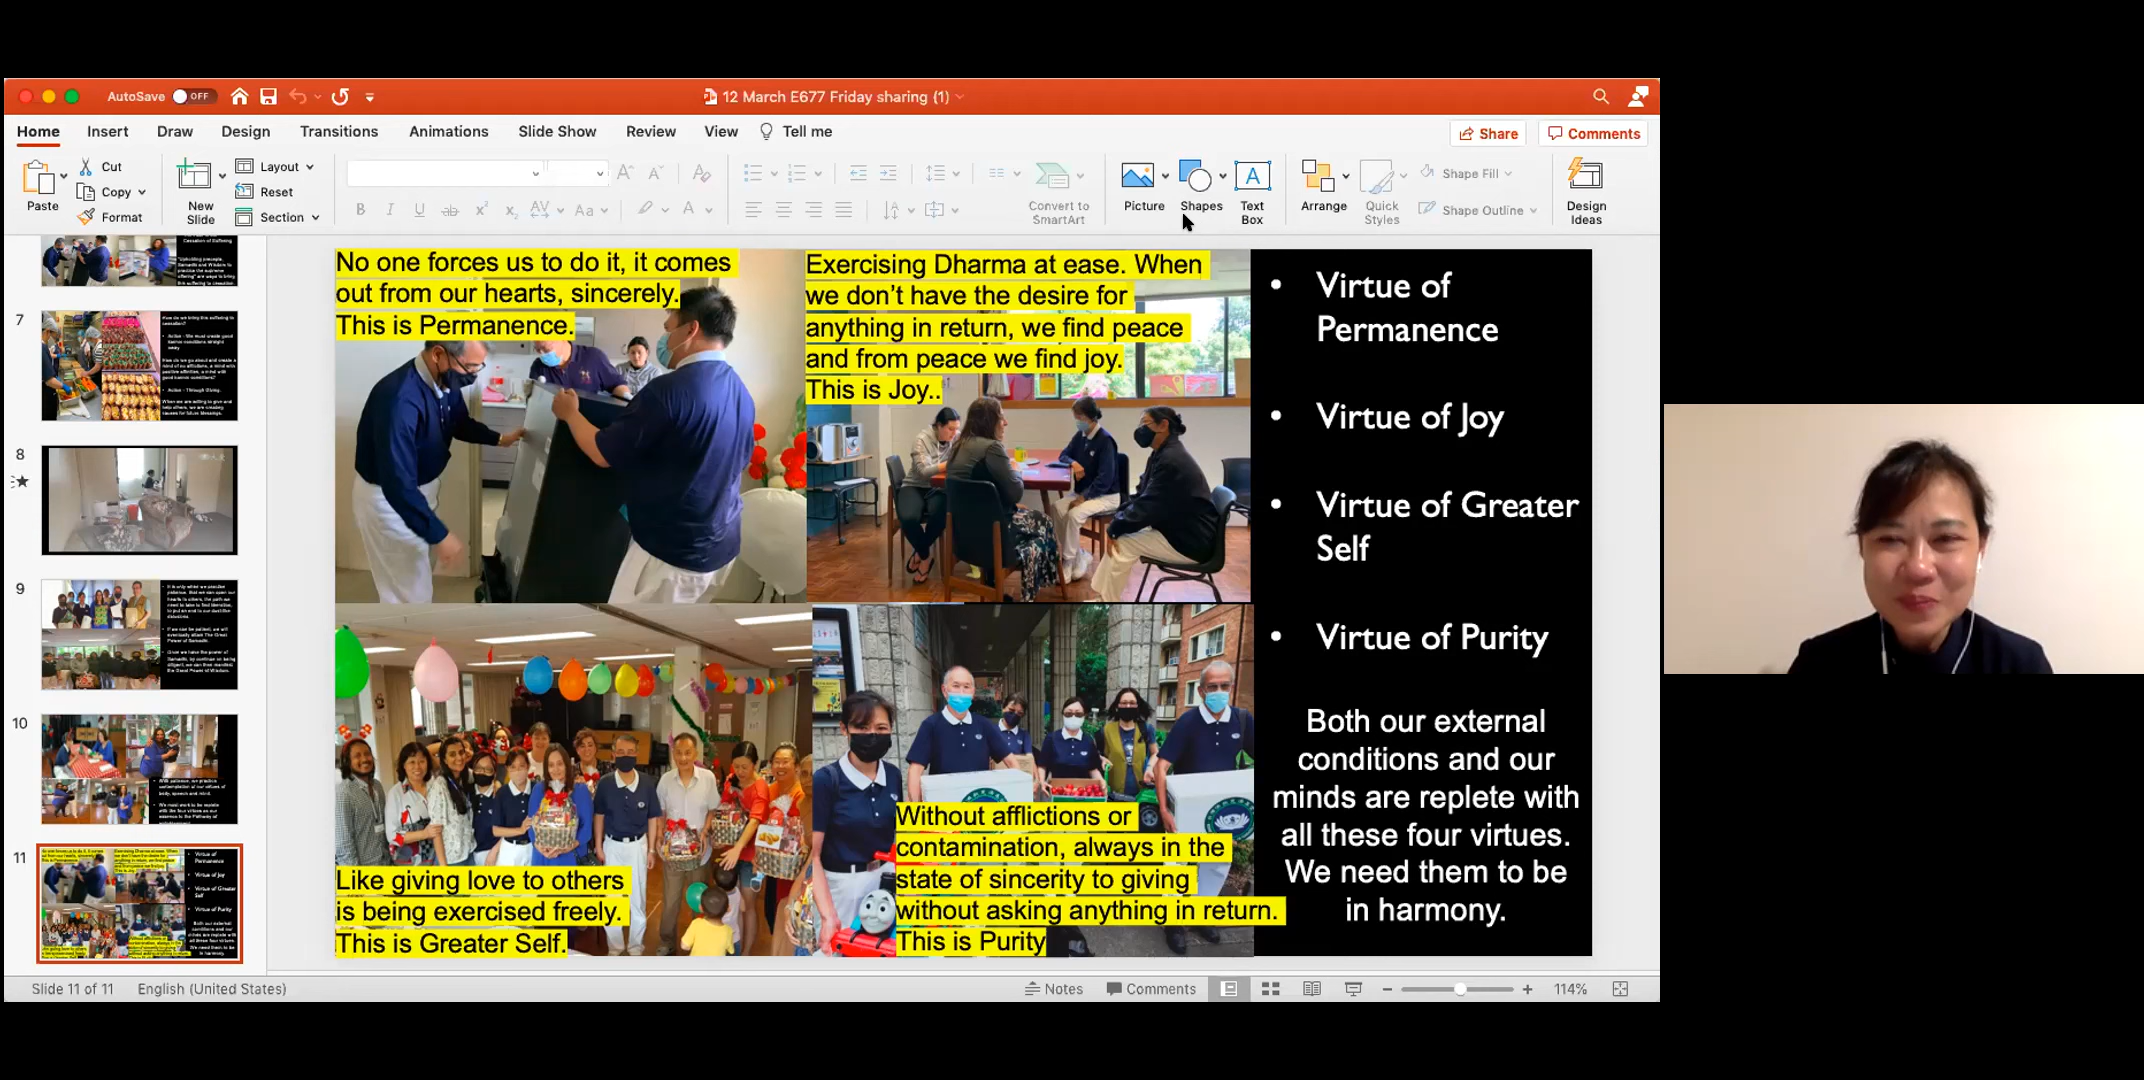 AutoSave OFF
12 March E677 Friday sharing (1)
Home Insert Draw Design Transitions Animations Slide Show Review View Tell me
Share Comments
Paste
Cut
Copy
Format
New
Slide
Layout
Reset
Section
Convert to
SmartArt
Picture
Shapes
Text
Box
Arrange
Quick
Styles
Shape Fill
Shape Outline
Design
Ideas
7
8
9
10
11
No one forces us to do it, it comes
out from our hearts, sincerely.
This is Permanence.
Exercising Dharma at ease. When
we don't have the desire for
anything in return, we find peace
and from peace we find joy.
This is Joy..
Like giving love to others
is being exercised freely.
This is Greater Self.
Without afflictions or
contamination, always in the
state of sincerity to giving
without asking anything in return.
This is Purity
• Virtue of
Permanence
• Virtue of Joy
• Virtue of Greater
Self
• Virtue of Purity
Both our external
conditions and our
minds are replete with
all these four virtues.
We need them to be
in harmony.
Slide 11 of 11 English (United States)
Notes Comments 114%